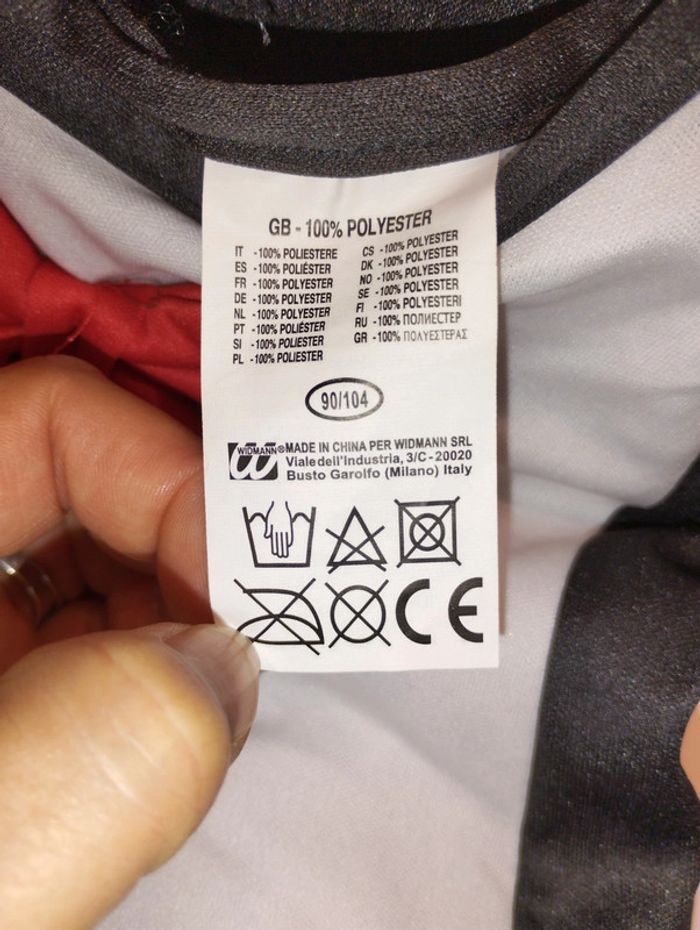 GB - 100% POLYESTER
IT -100% POLIESTERE
ES -100% POLIÉSTER
FR -100% POLYESTER
DE -100% POLYESTER
NL -100% POLYESTER
PT -100% POLIÉSTER
SI -100% POLIESTER
PL -100% POLIESTER
CS -100% POLYESTER
DK -100% POLYESTER
NO -100% POLYESTER
SE -100% POLYESTER
FI -100% POLYESTERI
RU -100% ПОЛИЕСТЕР
GR -100% ΠΟΛΥΕΣΤΕΡΑΣ
90/104
WIDMANN® MADE IN CHINA PER WIDMANN SRL
Viale dell'Industria, 3/C - 20020
Busto Garolfo (Milano) Italy
CE